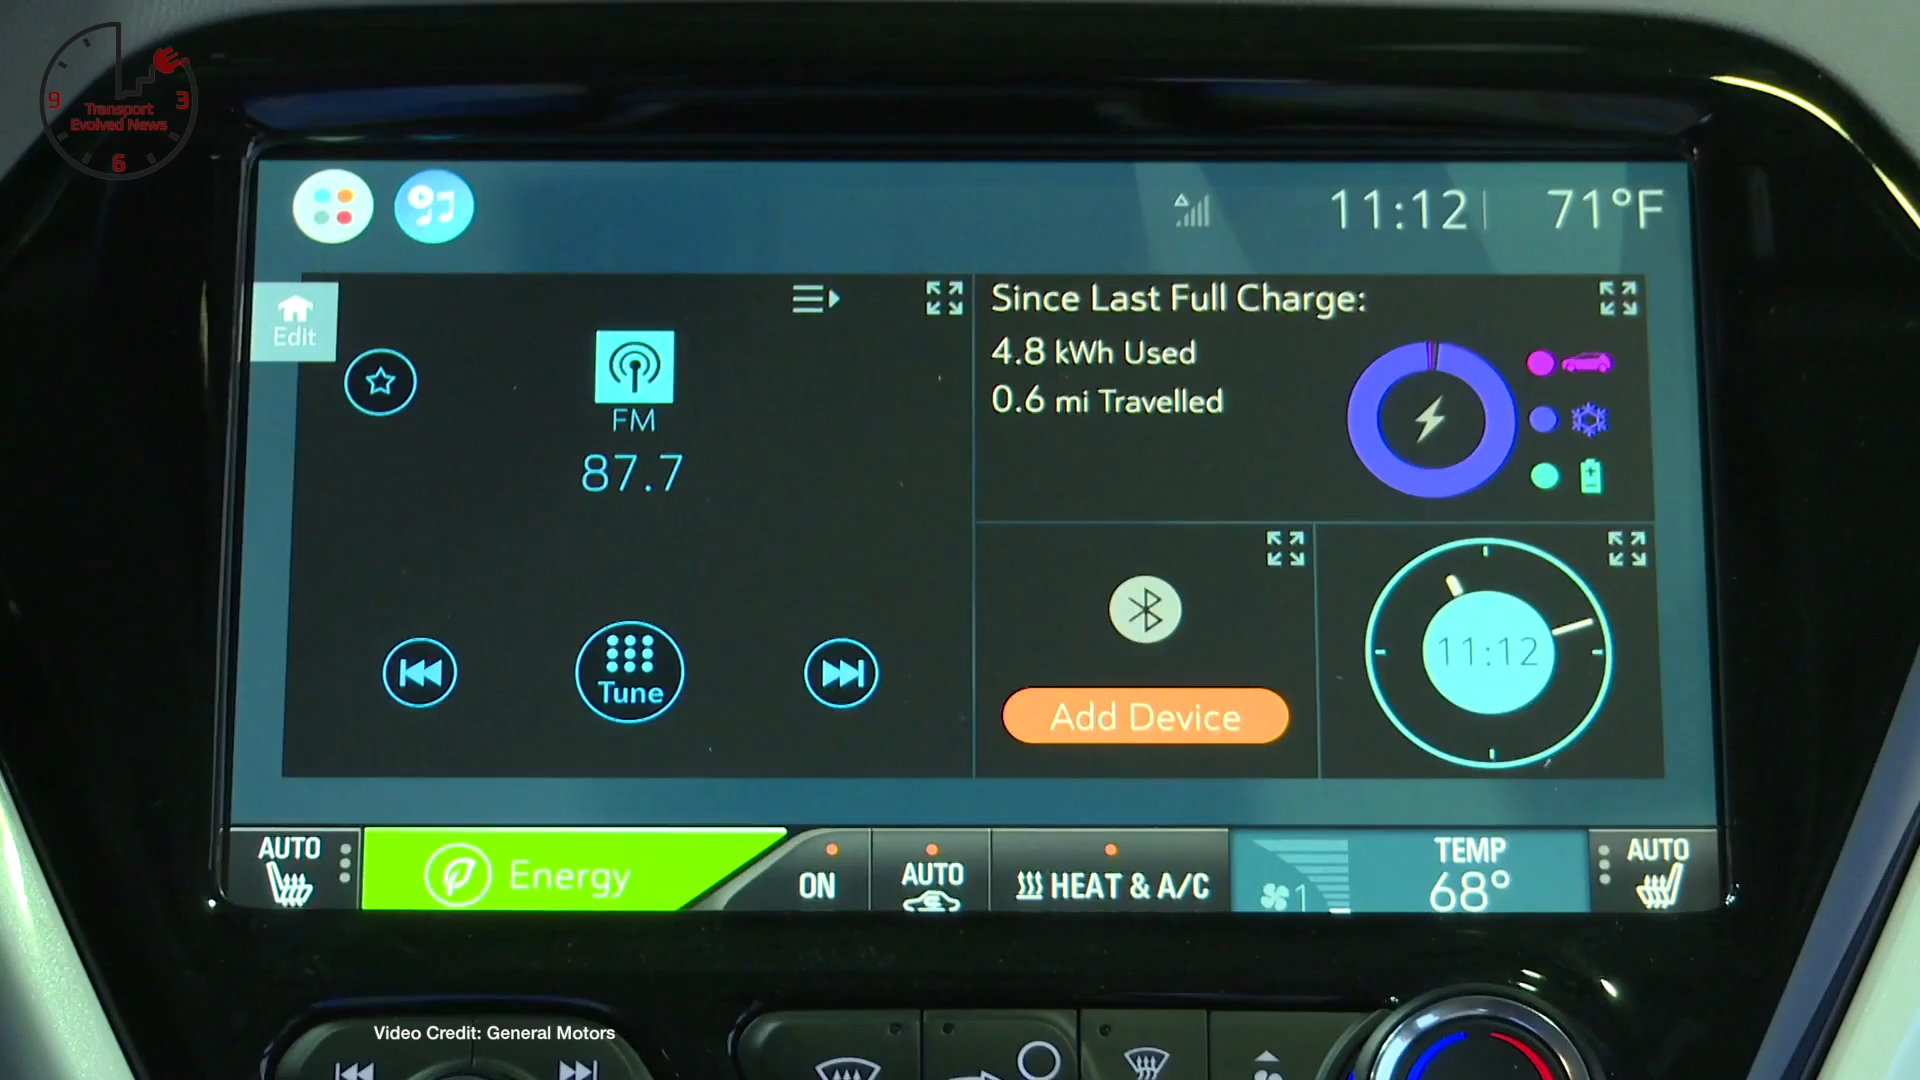 9
3
Transport
Evolved News
6
11:12
71°F
Edit
FM
87.7
Tune
Since Last Full Charge:
4.8 kWh Used
0.6 mi Travelled
Add Device
11:12
AUTO
Energy
ON
AUTO
HEAT & A/C
1
TEMP
68°
AUTO
Video Credit: General Motors